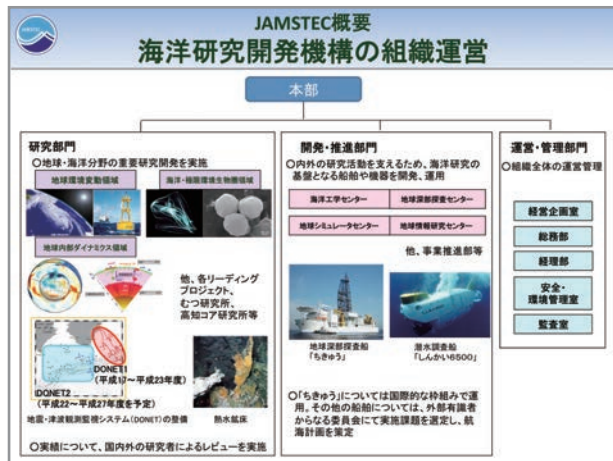 JAMSTEC
JAMSTEC概要
海洋研究開発機構の組織運営
本部
研究部門
○地球・海洋分野の重要研究開発を実施
地球環境変動領域
海洋・極限環境生物圏領域
地球内部ダイナミクス領域
他、各リーディング
プロジェクト、
むつ研究所、
高知コア研究所等
DONET1
(平成17～平成23年度)
DONET2
(平成22～平成27年度を予定)
地震・津波観測監視システム(DONET)の整備
熱水鉱床
○実績について、国内外の研究者によるレビューを実施
開発・推進部門
○内外の研究活動を支えるため、海洋研究の
基盤となる船舶や機器を開発、運用
海洋工学センター
地球深部探査センター
地球シミュレータセンター
地球情報研究センター
他、事業推進部等
地球深部探査船
「ちきゅう」
潜水調査船
「しんかい6500」
○「ちきゅう」については国際的な枠組みで運
用。その他の船舶については、外部有識者
からなる委員会にて実施課題を選定し、航
海計画を策定
運営・管理部門
○組織全体の運営管理
経営企画室
総務部
経理部
安全・
環境管理室
監査室